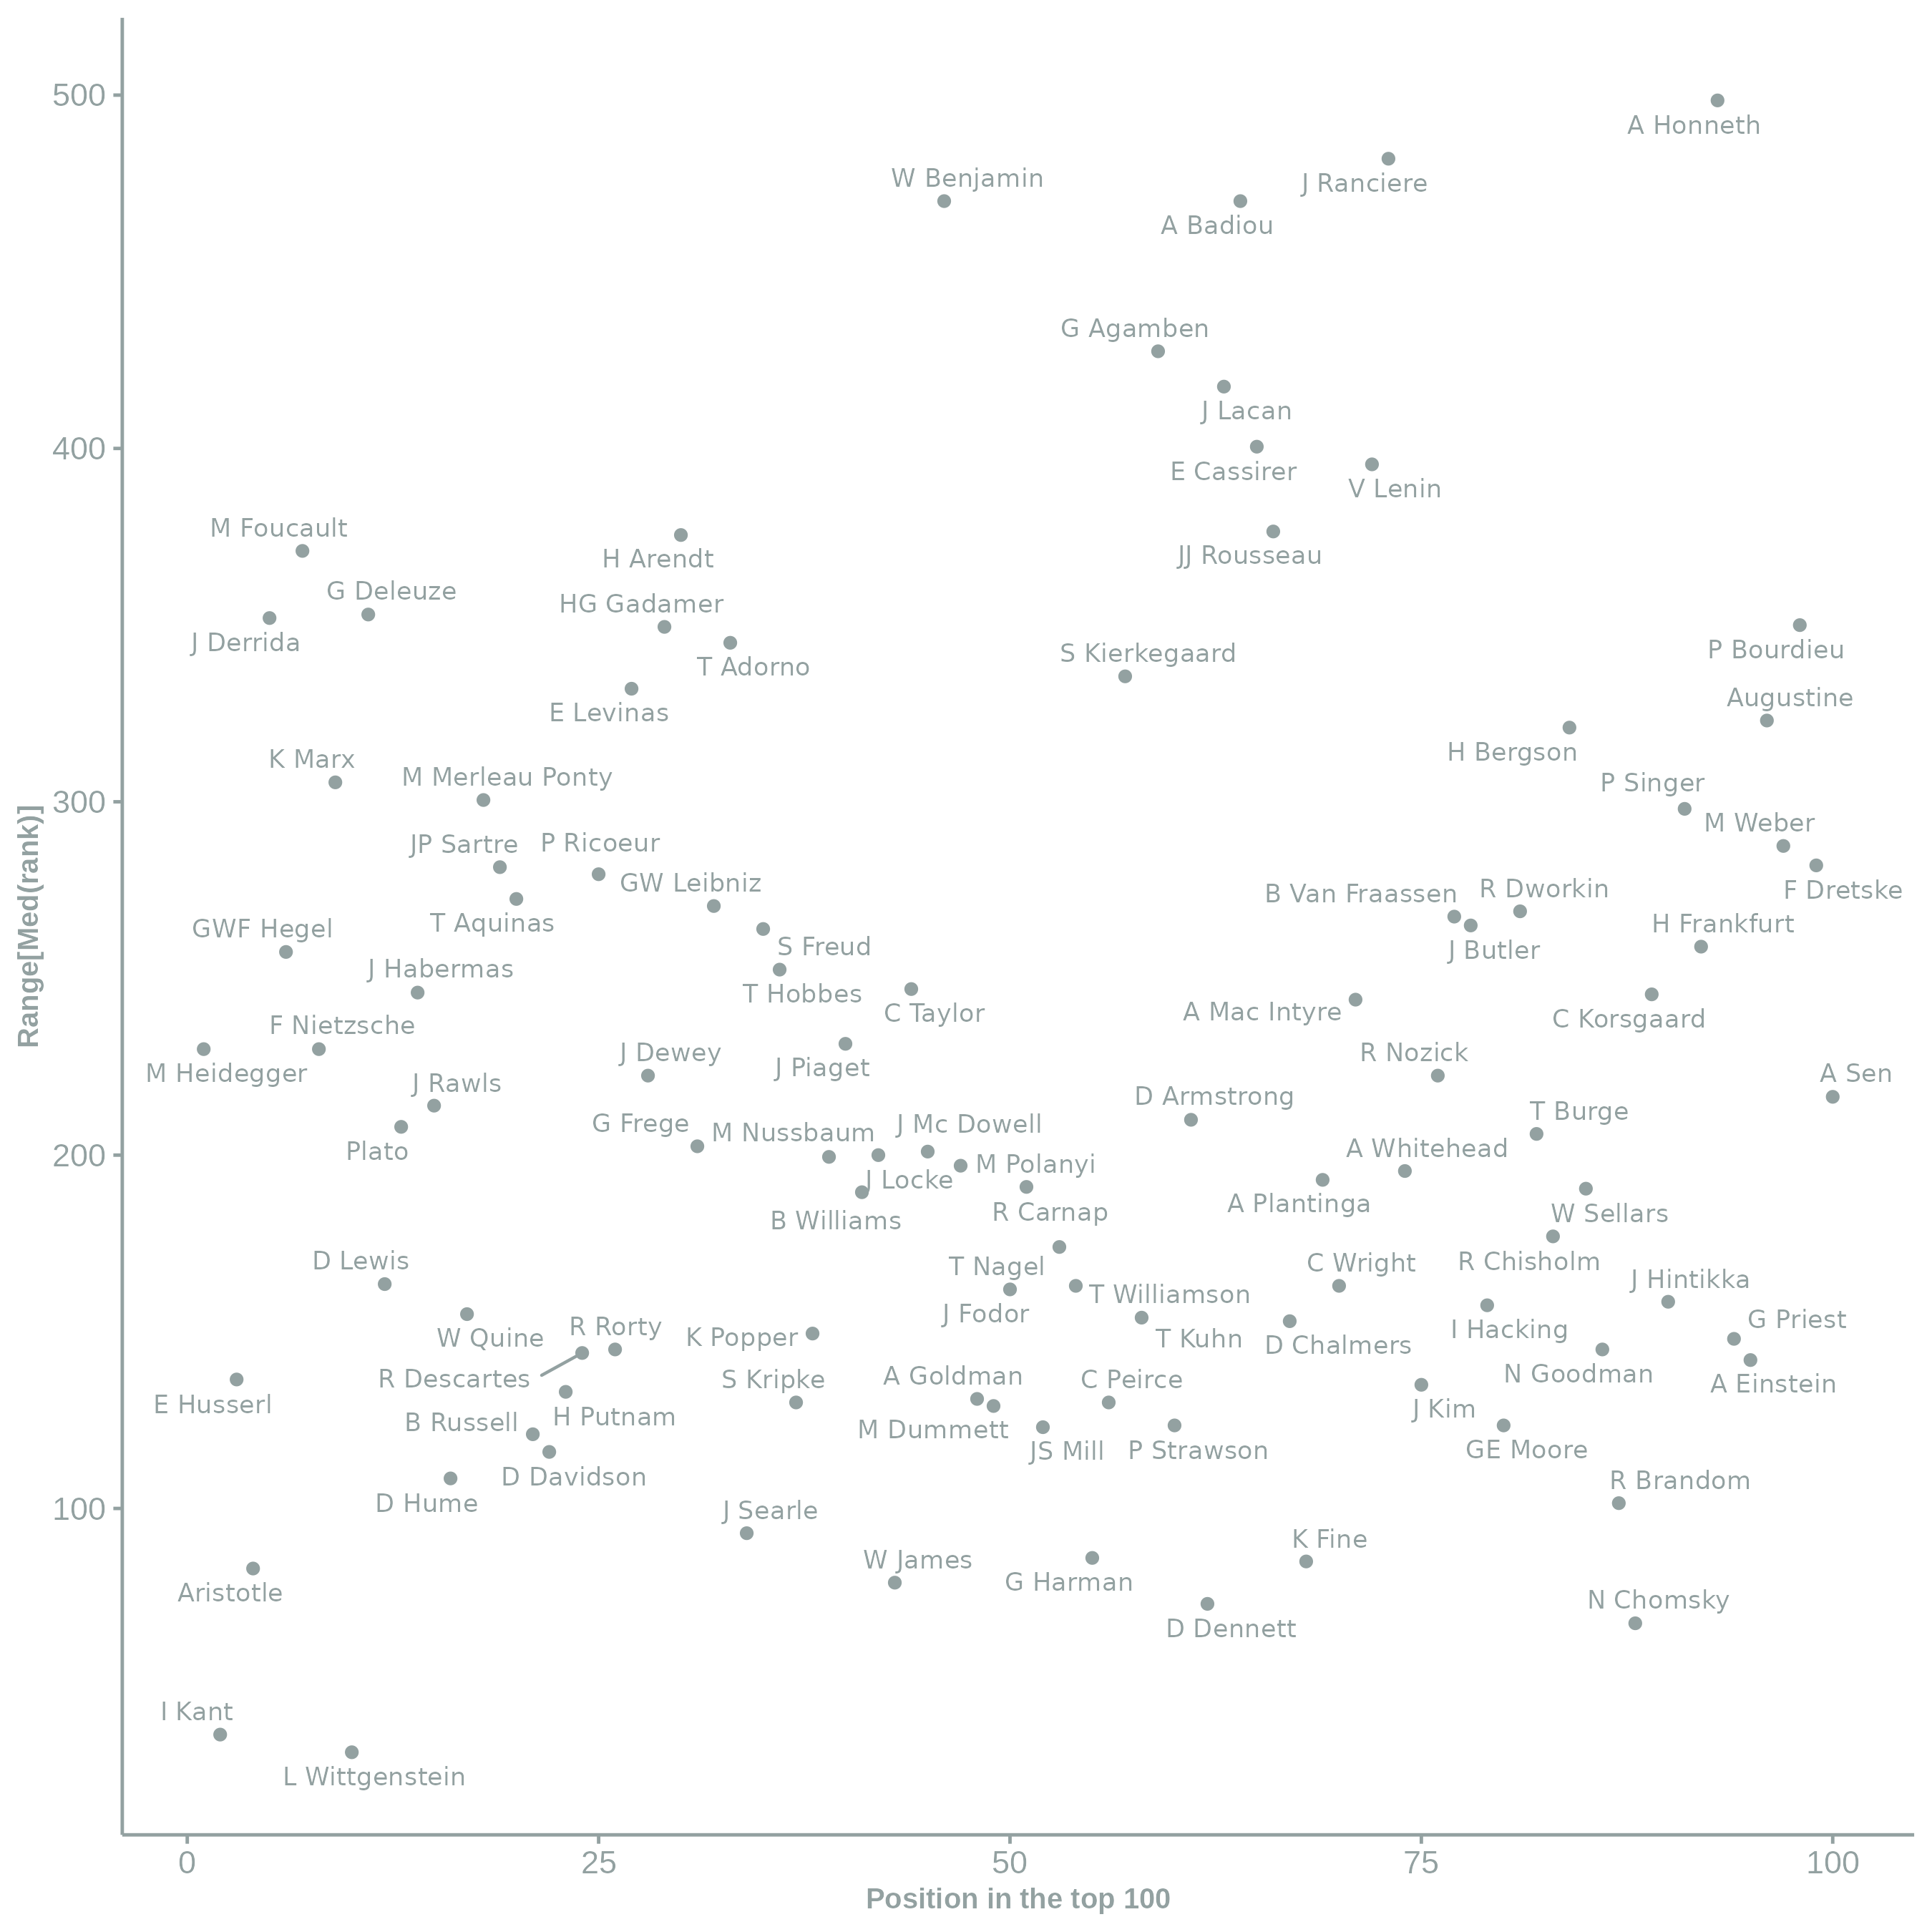 500
A Honneth
J Ranciere
W Benjamin
A Badiou
G Agamben
J Lacan
400
E Cassirer
V Lenin
M Foucault
H Arendt
JJ Rousseau
G Deleuze
HG Gadamer
J Derrida
T Adorno
S Kierkegaard
P Bourdieu
E Levinas
Augustine
K Marx
H Bergson
M Merleau Ponty
P Singer
300
M Weber
JP Sartre
P Ricoeur
GW Leibniz
B Van Fraassen
R Dworkin
F Dretske
T Aquinas
GWF Hegel
H Frankfurt
S Freud
J Butler
J Habermas
T Hobbes
C Taylor
A Mac Intyre
C Korsgaard
F Nietzsche
J Dewey
R Nozick
M Heidegger
J Piaget
A Sen
J Rawls
D Armstrong
T Burge
G Frege
M Nussbaum
J Mc Dowell
Plato
200
A Whitehead
M Polanyi
J Locke
A Plantinga
B Williams
R Carnap
W Sellars
D Lewis
T Nagel
C Wright
R Chisholm
J Hintikka
T Williamson
J Fodor
G Priest
W Quine
R Rorty
K Popper
T Kuhn
D Chalmers
I Hacking
R Descartes
S Kripke
A Goldman
C Peirce
N Goodman
A Einstein
E Husserl
B Russell
H Putnam
M Dummett
J Kim
JS Mill
P Strawson
GE Moore
D Davidson
R Brandom
D Hume
100
J Searle
K Fine
W James
G Harman
Aristotle
N Chomsky
D Dennett
I Kant
L Wittgenstein
Range[Med(rank)]
0
25
50
75
100
Position in the top 100